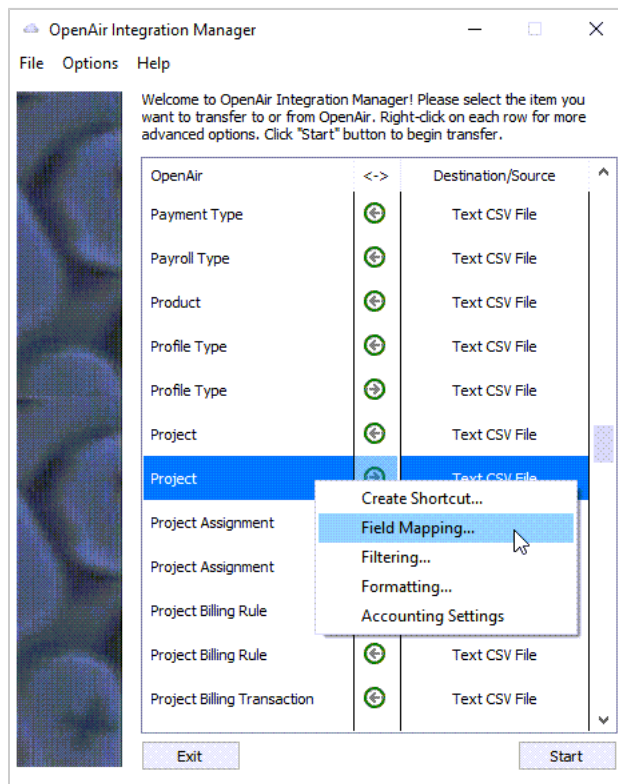 OpenAir Integration Manager
File Options Help
Welcome to OpenAir Integration Manager! Please select the item you
want to transfer to or from OpenAir. Right-click on each row for more
advanced options. Click "Start" button to begin transfer.
OpenAir <-> Destination/Source
Payment Type Text CSV File
Payroll Type Text CSV File
Product Text CSV File
Profile Type Text CSV File
Profile Type Text CSV File
Project Text CSV File
Project Text CSV File
Create Shortcut...
Project Assignment Field Mapping...
Filtering...
Project Assignment Formatting...
Project Billing Rule Accounting Settings
Project Billing Rule Text CSV File
Project Billing Transaction Text CSV File
Exit Start